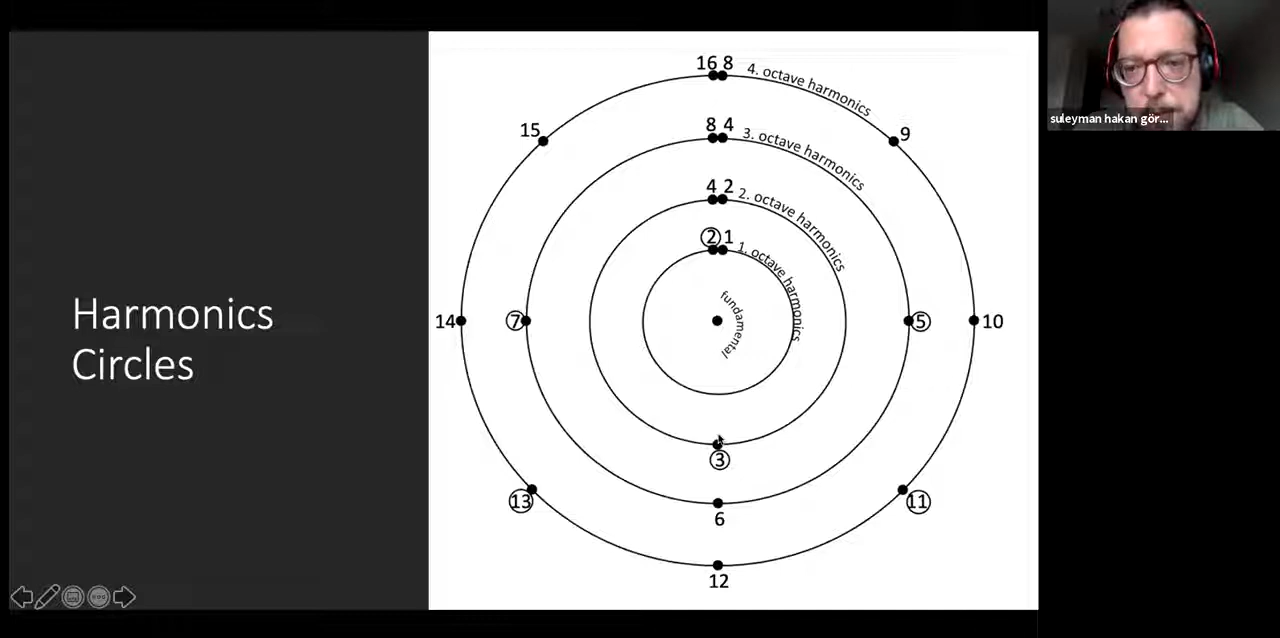 Harmonics
Circles
16 8
4. octave harmonics
15
9
8 4
3. octave harmonics
4 2
2. octave harmonics
2 1
1. octave harmonics
fundamental
14
7
5
10
3
13
11
6
12
suleyman hakan gör...